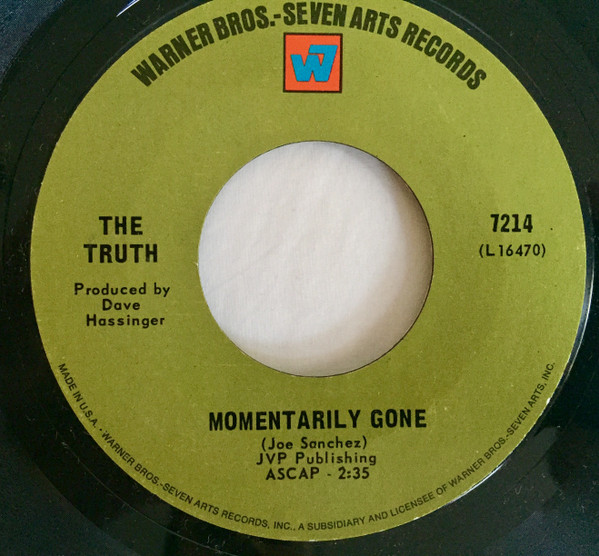 WARNER BROS.-SEVEN ARTS RECORDS
W7
THE
TRUTH
Produced by
Dave
Hassinger
7214
(L 16470)
MOMENTARILY GONE
(Joe Sanchez)
JVP Publishing
ASCAP - 2:35
MADE IN U.S.A. · WARNER BROS.-SEVEN ARTS RECORDS, INC., A SUBSIDIARY AND LICENSEE OF WARNER BROS.-SEVEN ARTS, INC.